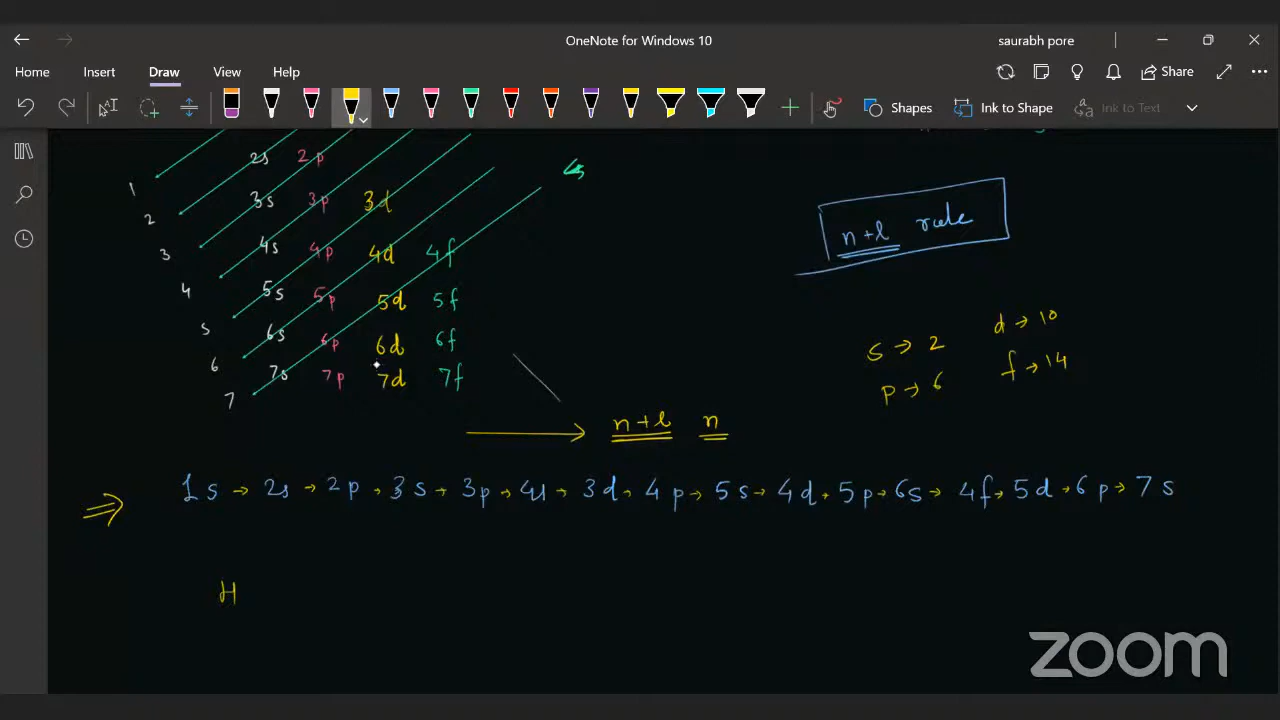 OneNote for Windows 10
saurabh pore
Home Insert Draw View Help
Share
Shapes
Ink to Shape
Ink to Text
1 2s 2p
2 3s 3p 3d
3 4s 4p 4d 4f
4 5s 5p 5d 5f
5 6s 6p 6d 6f
6 7s 7p 7d 7f
7
n+l rule
s → 2 d → 10
p → 6 f → 14
→ n+l n
⇒ 1s → 2s → 2p → 3s → 3p → 4s → 3d → 4p → 5s → 4d → 5p → 6s → 4f → 5d → 6p → 7s
H
zoom